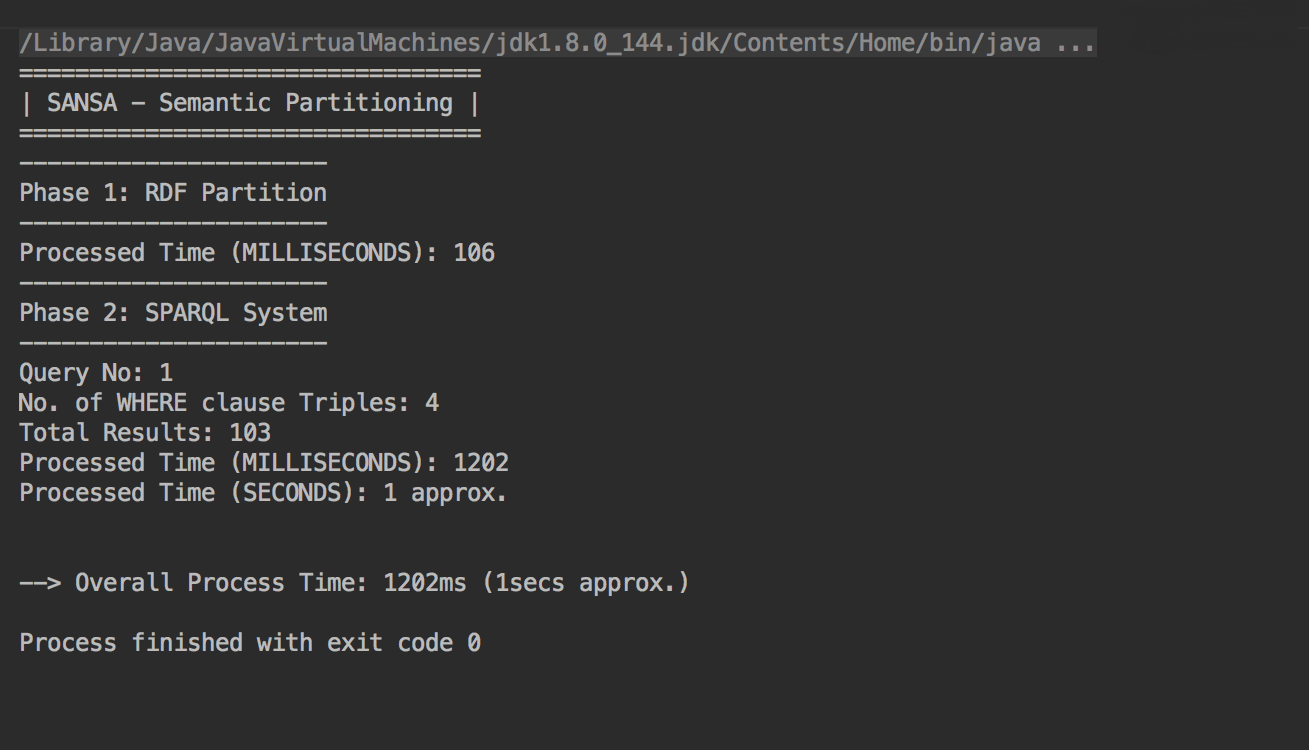 /Library/Java/JavaVirtualMachines/jdk1.8.0_144.jdk/Contents/Home/bin/java ...
=================================
| SANSA – Semantic Partitioning |
=================================
----------------------
Phase 1: RDF Partition
----------------------
Processed Time (MILLISECONDS): 106
----------------------
Phase 2: SPARQL System
----------------------
Query No: 1
No. of WHERE clause Triples: 4
Total Results: 103
Processed Time (MILLISECONDS): 1202
Processed Time (SECONDS): 1 approx.
--> Overall Process Time: 1202ms (1secs approx.)
Process finished with exit code 0